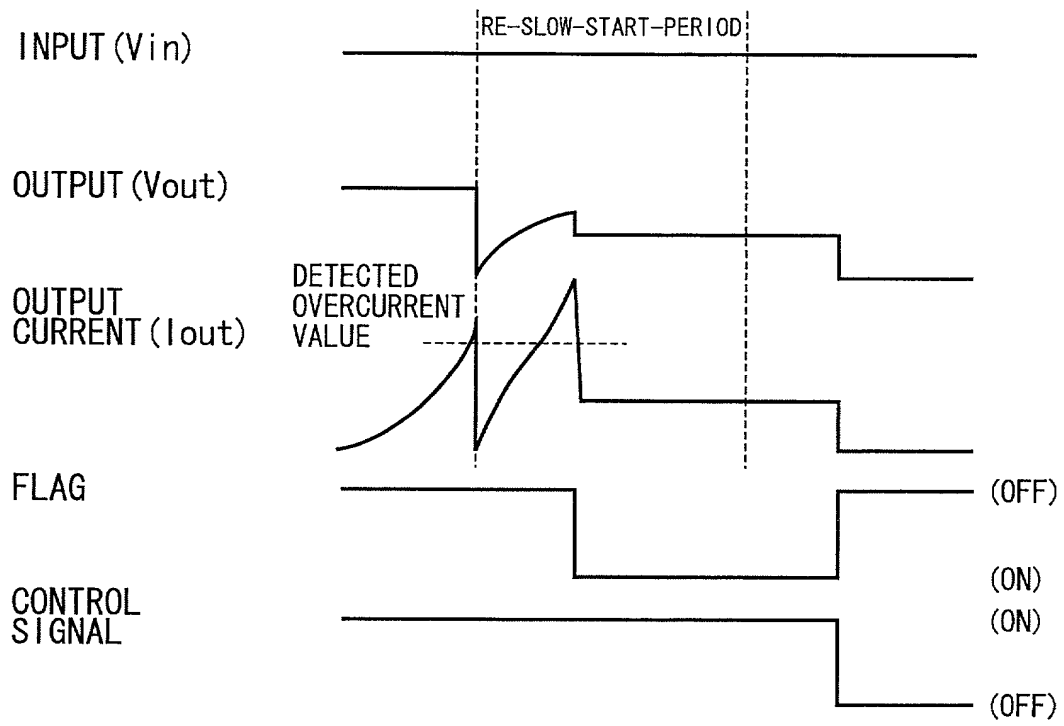 RE-SLOW-START-PERIOD
INPUT(Vin)
OUTPUT(Vout)
DETECTED
OVERCURRENT
VALUE
OUTPUT
CURRENT(Iout)
FLAG
(OFF)
(ON)
CONTROL
SIGNAL
(ON)
(OFF)